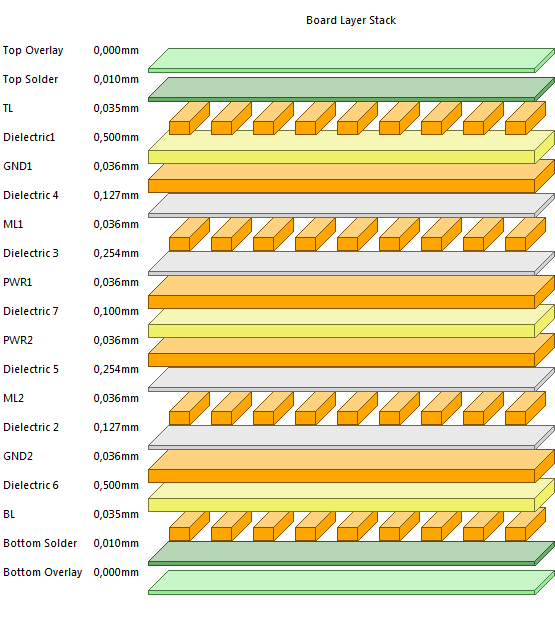 Board Layer Stack
Top Overlay 0,000mm
Top Solder 0,010mm
TL 0,035mm
Dielectric1 0,500mm
GND1 0,036mm
Dielectric 4 0,127mm
ML1 0,036mm
Dielectric 3 0,254mm
PWR1 0,036mm
Dielectric 7 0,100mm
PWR2 0,036mm
Dielectric 5 0,254mm
ML2 0,036mm
Dielectric 2 0,127mm
GND2 0,036mm
Dielectric 6 0,500mm
BL 0,035mm
Bottom Solder 0,010mm
Bottom Overlay 0,000mm